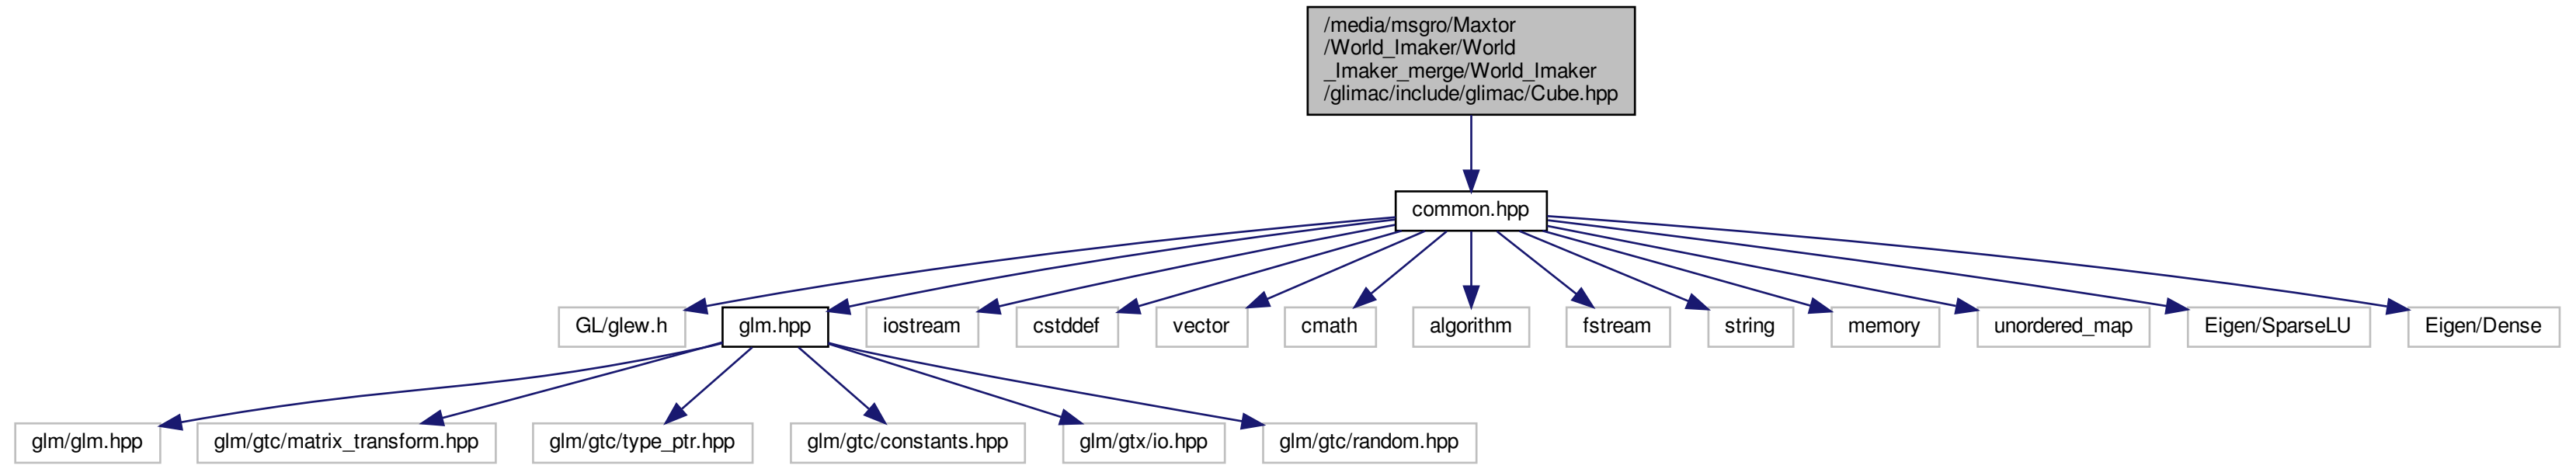 /media/msgro/Maxtor
/World_Imaker/World
_Imaker_merge/World_Imaker
/glimac/include/glimac/Cube.hpp
common.hpp
GL/glew.h
glm.hpp
iostream
cstddef
vector
cmath
algorithm
fstream
string
memory
unordered_map
Eigen/SparseLU
Eigen/Dense
glm/glm.hpp
glm/gtc/matrix_transform.hpp
glm/gtc/type_ptr.hpp
glm/gtc/constants.hpp
glm/gtx/io.hpp
glm/gtc/random.hpp